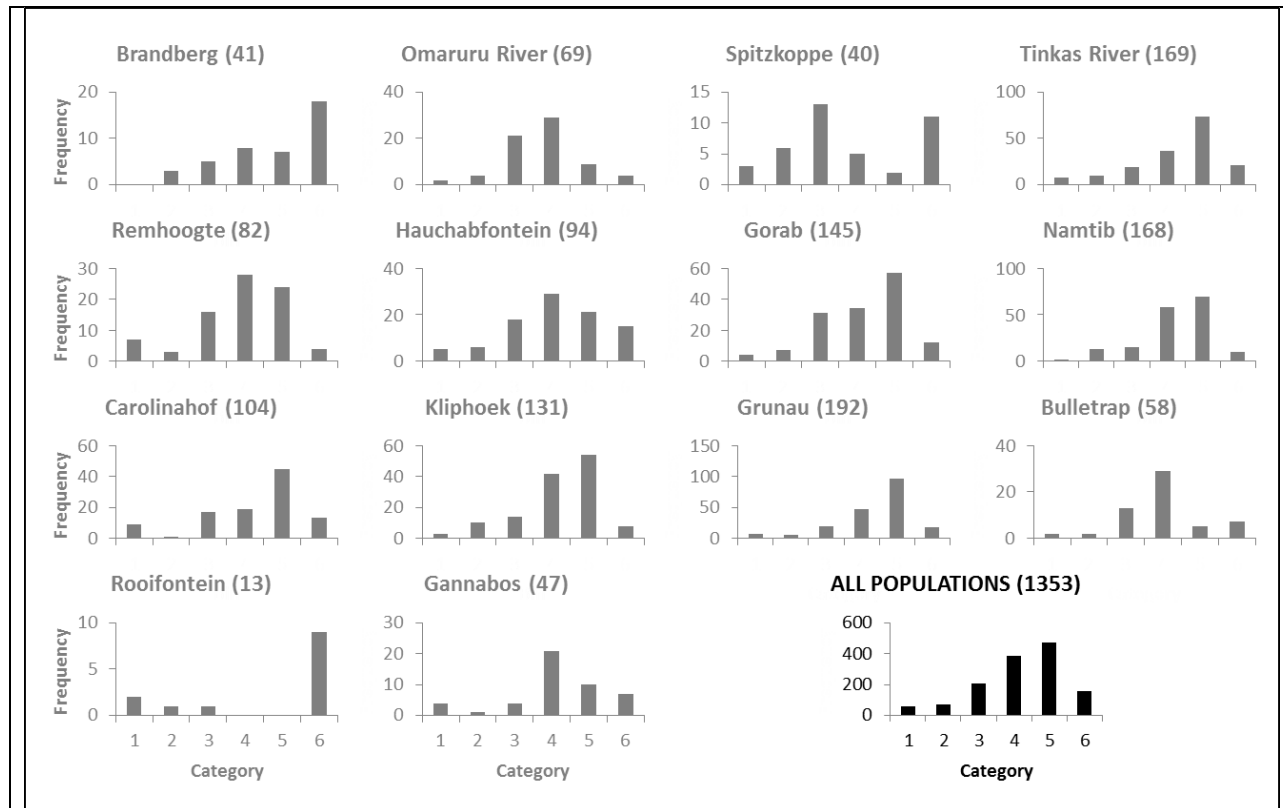 Brandberg (41)
Omaruru River (69)
Spitzkoppe (40)
Tinkas River (169)
Frequency
20
10
0
40
20
0
15
10
5
0
100
50
0
Remhoogte (82)
Hauchabfontein (94)
Gorab (145)
Namtib (168)
Frequency
30
20
10
0
40
20
0
60
40
20
0
100
50
0
Carolinahof (104)
Kliphoek (131)
Grunau (192)
Bulletrap (58)
Frequency
60
40
20
0
60
40
20
0
150
100
50
0
40
20
0
Rooifontein (13)
Gannabos (47)
ALL POPULATIONS (1353)
Frequency
10
5
0
30
20
10
0
600
400
200
0
1 2 3 4 5 6
1 2 3 4 5 6
1 2 3 4 5 6
Category
Category
Category